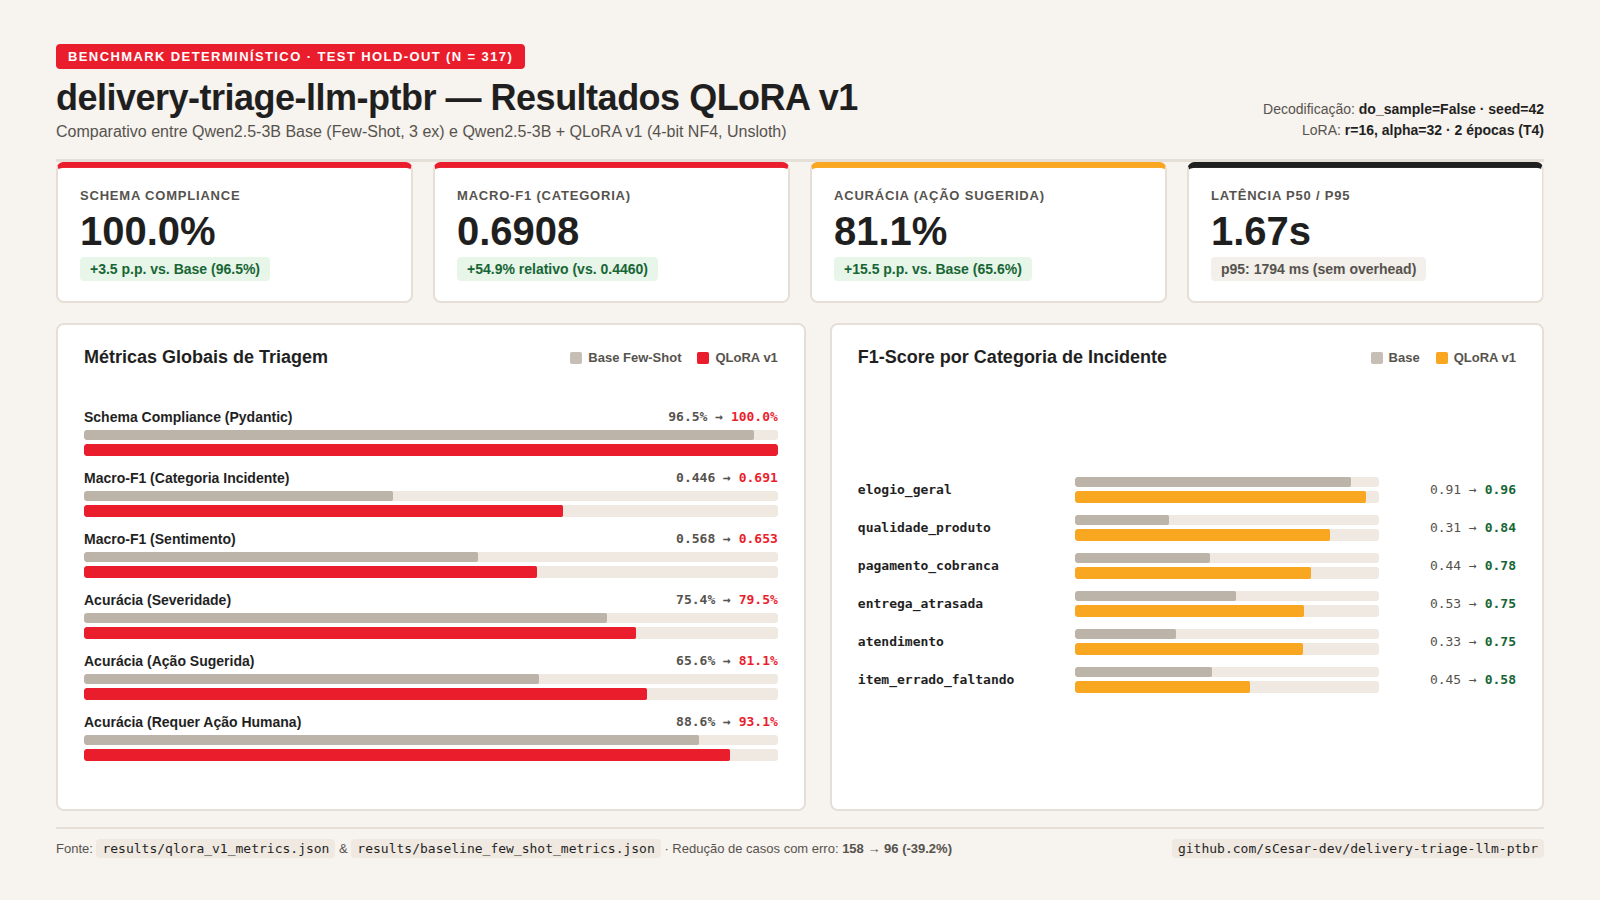 BENCHMARK DETERMINÍSTICO · TEST HOLD-OUT (N = 317)
delivery-triage-llm-ptbr — Resultados QLoRA v1
Comparativo entre Qwen2.5-3B Base (Few-Shot, 3 ex) e Qwen2.5-3B + QLoRA v1 (4-bit NF4, Unsloth)
Decodificação: do_sample=False · seed=42
LoRA: r=16, alpha=32 · 2 épocas (T4)
SCHEMA COMPLIANCE
100.0%
+3.5 p.p. vs. Base (96.5%)
MACRO-F1 (CATEGORIA)
0.6908
+54.9% relativo (vs. 0.4460)
ACURÁCIA (AÇÃO SUGERIDA)
81.1%
+15.5 p.p. vs. Base (65.6%)
LATÊNCIA P50 / P95
1.67s
p95: 1794 ms (sem overhead)
Métricas Globais de Triagem
Base Few-Shot QLoRA v1
Schema Compliance (Pydantic) 96.5% → 100.0%
Macro-F1 (Categoria Incidente) 0.446 → 0.691
Macro-F1 (Sentimento) 0.568 → 0.653
Acurácia (Severidade) 75.4% → 79.5%
Acurácia (Ação Sugerida) 65.6% → 81.1%
Acurácia (Requer Ação Humana) 88.6% → 93.1%
F1-Score por Categoria de Incidente
Base QLoRA v1
elogio_geral 0.91 → 0.96
qualidade_produto 0.31 → 0.84
pagamento_cobranca 0.44 → 0.78
entrega_atrasada 0.53 → 0.75
atendimento 0.33 → 0.75
item_errado_faltando 0.45 → 0.58
Fonte: results/qlora_v1_metrics.json & results/baseline_few_shot_metrics.json · Redução de casos com erro: 158 → 96 (-39.2%)
github.com/sCesar-dev/delivery-triage-llm-ptbr